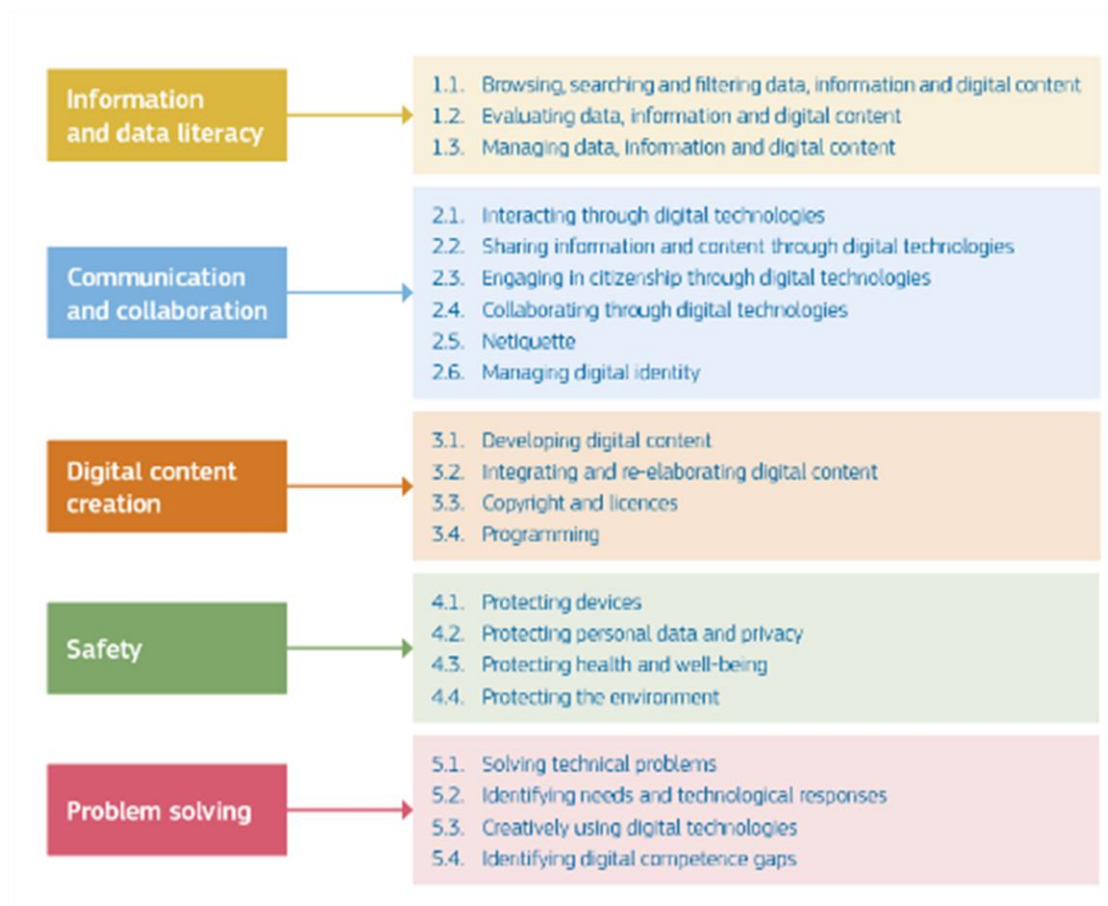 Information
and data literacy
1.1. Browsing, searching and filtering data, information and digital content
1.2. Evaluating data, information and digital content
1.3. Managing data, information and digital content
Communication
and collaboration
2.1. Interacting through digital technologies
2.2. Sharing information and content through digital technologies
2.3. Engaging in citizenship through digital technologies
2.4. Collaborating through digital technologies
2.5. Netiquette
2.6. Managing digital identity
Digital content
creation
3.1. Developing digital content
3.2. Integrating and re-elaborating digital content
3.3. Copyright and licences
3.4. Programming
Safety
4.1. Protecting devices
4.2. Protecting personal data and privacy
4.3. Protecting health and well-being
4.4. Protecting the environment
Problem solving
5.1. Solving technical problems
5.2. Identifying needs and technological responses
5.3. Creatively using digital technologies
5.4. Identifying digital competence gaps